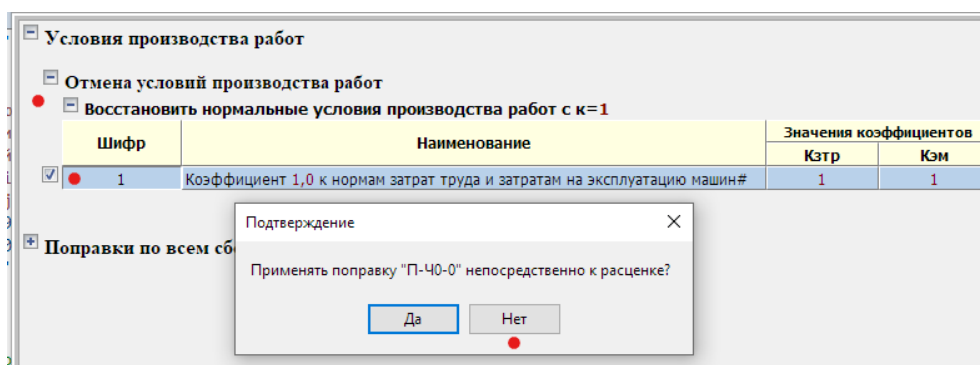 Условия производства работ
Отмена условий производства работ
Восстановить нормальные условия производства работ с к=1
Шифр
Наименование
Значения коэффициентов
Кзтр
Кэм
1
Коэффициент 1,0 к нормам затрат труда и затратам на эксплуатацию машин#
1
1
Поправки по всем
Подтверждение
Применять поправку "П-Ч0-0" непосредственно к расценке?
Да
Нет